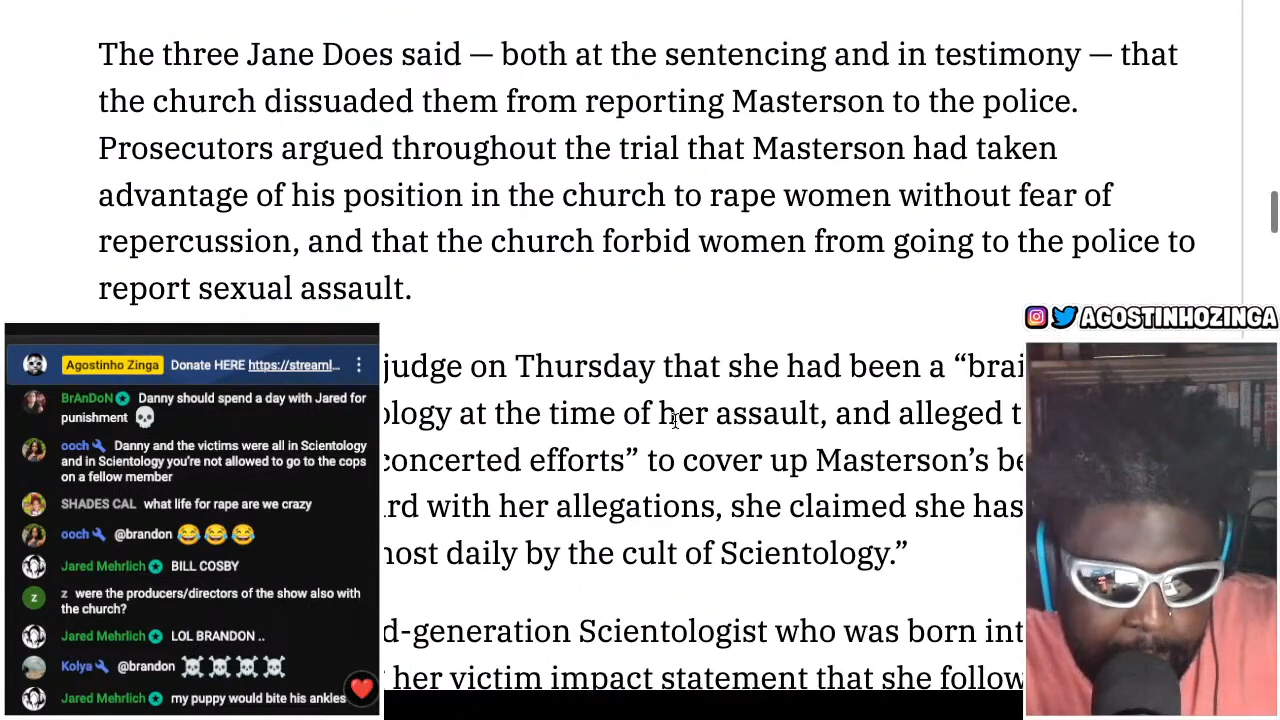 The three Jane Does said — both at the sentencing and in testimony — that
the church dissuaded them from reporting Masterson to the police.
Prosecutors argued throughout the trial that Masterson had taken
advantage of his position in the church to rape women without fear of
repercussion, and that the church forbid women from going to the police to
report sexual assault.
judge on Thursday that she had been a “brai
ology at the time of her assault, and alleged t
concerted efforts” to cover up Masterson’s be
rd with her allegations, she claimed she has
most daily by the cult of Scientology.”
d-generation Scientologist who was born int
her victim impact statement that she follow
Agostinho Zinga Donate HERE https://streaml...
BrAnDoN Danny should spend a day with Jared for
punishment 💀
ooch Danny and the victims were all in Scientology
and in Scientology you're not allowed to go to the cops
on a fellow member
SHADES CAL what life for rape are we crazy
ooch @brandon 😂😂😂
Jared Mehrlich BILL COSBY
z were the producers/directors of the show also with
the church?
Jared Mehrlich LOL BRANDON ..
Kolya @brandon ☠️☠️☠️☠️
Jared Mehrlich my puppy would bite his ankles
AGOSTINHOZINGA